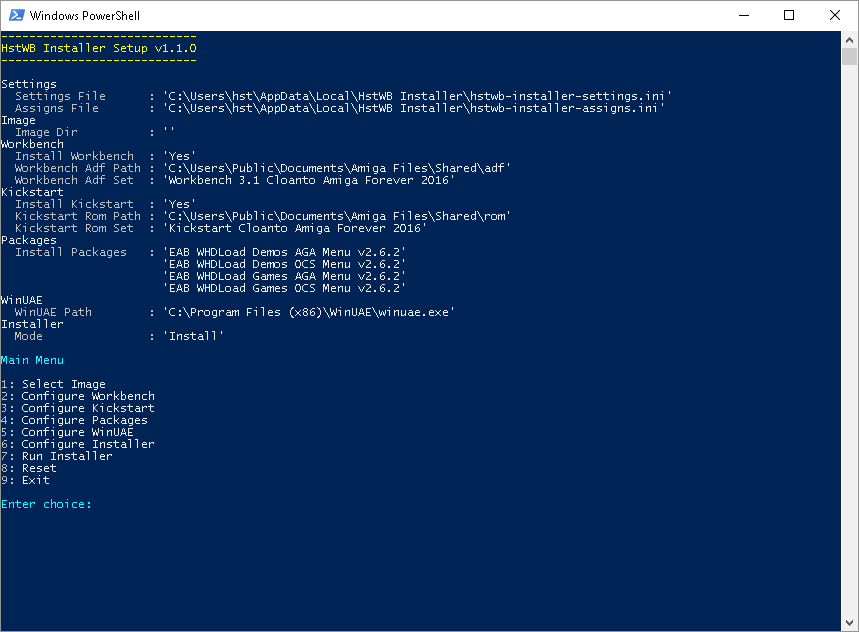 Windows PowerShell
----------------------------
HstWB Installer Setup v1.1.0
----------------------------
Settings
  Settings File      : 'C:\Users\hst\AppData\Local\HstWB Installer\hstwb-installer-settings.ini'
  Assigns File       : 'C:\Users\hst\AppData\Local\HstWB Installer\hstwb-installer-assigns.ini'
Image
  Image Dir          : ''
Workbench
  Install Workbench  : 'Yes'
  Workbench Adf Path : 'C:\Users\Public\Documents\Amiga Files\Shared\adf'
  Workbench Adf Set  : 'Workbench 3.1 Cloanto Amiga Forever 2016'
Kickstart
  Install Kickstart  : 'Yes'
  Kickstart Rom Path : 'C:\Users\Public\Documents\Amiga Files\Shared\rom'
  Kickstart Rom Set  : 'Kickstart Cloanto Amiga Forever 2016'
Packages
  Install Packages   : 'EAB WHDLoad Demos AGA Menu v2.6.2'
                       'EAB WHDLoad Demos OCS Menu v2.6.2'
                       'EAB WHDLoad Games AGA Menu v2.6.2'
                       'EAB WHDLoad Games OCS Menu v2.6.2'
WinUAE
  WinUAE Path        : 'C:\Program Files (x86)\WinUAE\winuae.exe'
Installer
  Mode               : 'Install'
Main Menu
1: Select Image
2: Configure Workbench
3: Configure Kickstart
4: Configure Packages
5: Configure WinUAE
6: Configure Installer
7: Run Installer
8: Reset
9: Exit
Enter choice: